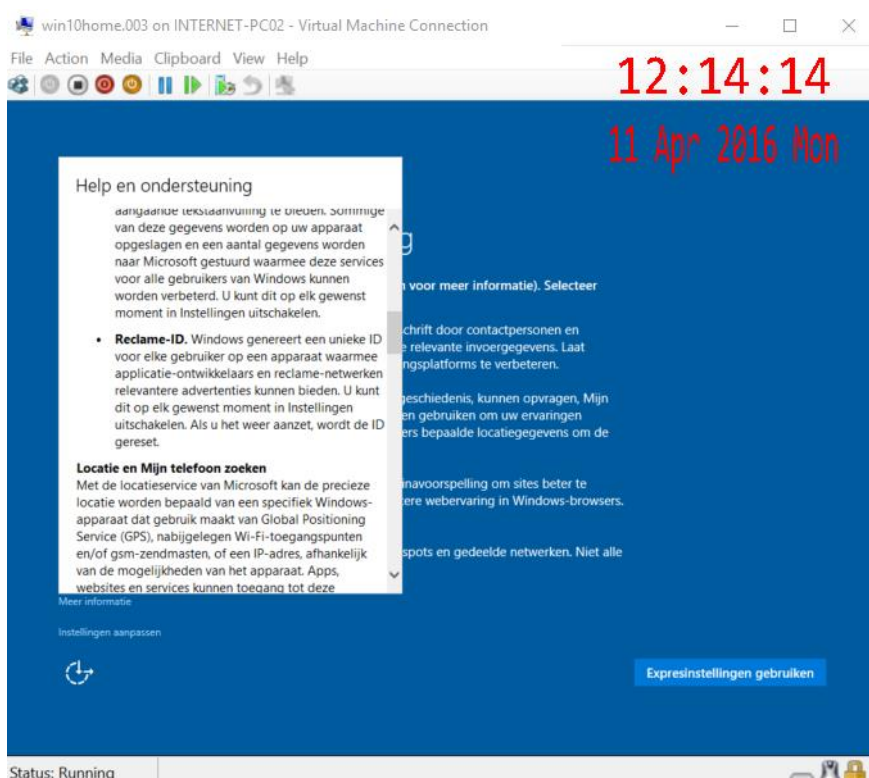 win10home.003 on INTERNET-PC02 - Virtual Machine Connection
File Action Media Clipboard View Help
12:14:14
11 Apr 2016 Mon
Help en ondersteuning
aangaande tekstaanvulling te bieden. Sommige
van deze gegevens worden op uw apparaat
opgeslagen en een aantal gegevens worden
naar Microsoft gestuurd waarmee deze services
voor alle gebruikers van Windows kunnen
worden verbeterd. U kunt dit op elk gewenst
moment in Instellingen uitschakelen.
• Reclame-ID. Windows genereert een unieke ID
voor elke gebruiker op een apparaat waarmee
applicatie-ontwikkelaars en reclame-netwerken
relevantere advertenties kunnen bieden. U kunt
dit op elk gewenst moment in Instellingen
uitschakelen. Als u het weer aanzet, wordt de ID
gereset.
Locatie en Mijn telefoon zoeken
Met de locatieservice van Microsoft kan de precieze
locatie worden bepaald van een specifiek Windows-
apparaat dat gebruik maakt van Global Positioning
Service (GPS), nabijgelegen Wi-Fi-toegangspunten
en/of gsm-zendmasten, of een IP-adres, afhankelijk
van de mogelijkheden van het apparaat. Apps,
websites en services kunnen toegang tot deze
g
voor meer informatie). Selecteer
chrift door contactpersonen en
relevante invoergegevens. Laat
ngsplatforms te verbeteren.
geschiedenis, kunnen opvragen, Mijn
en gebruiken om uw ervaringen
ers bepaalde locatiegegevens om de
inavoorspelling om sites beter te
tere webervaring in Windows-browsers.
spots en gedeelde netwerken. Niet alle
Meer informatie
Instellingen aanpassen
Expresinstellingen gebruiken
Status: Running